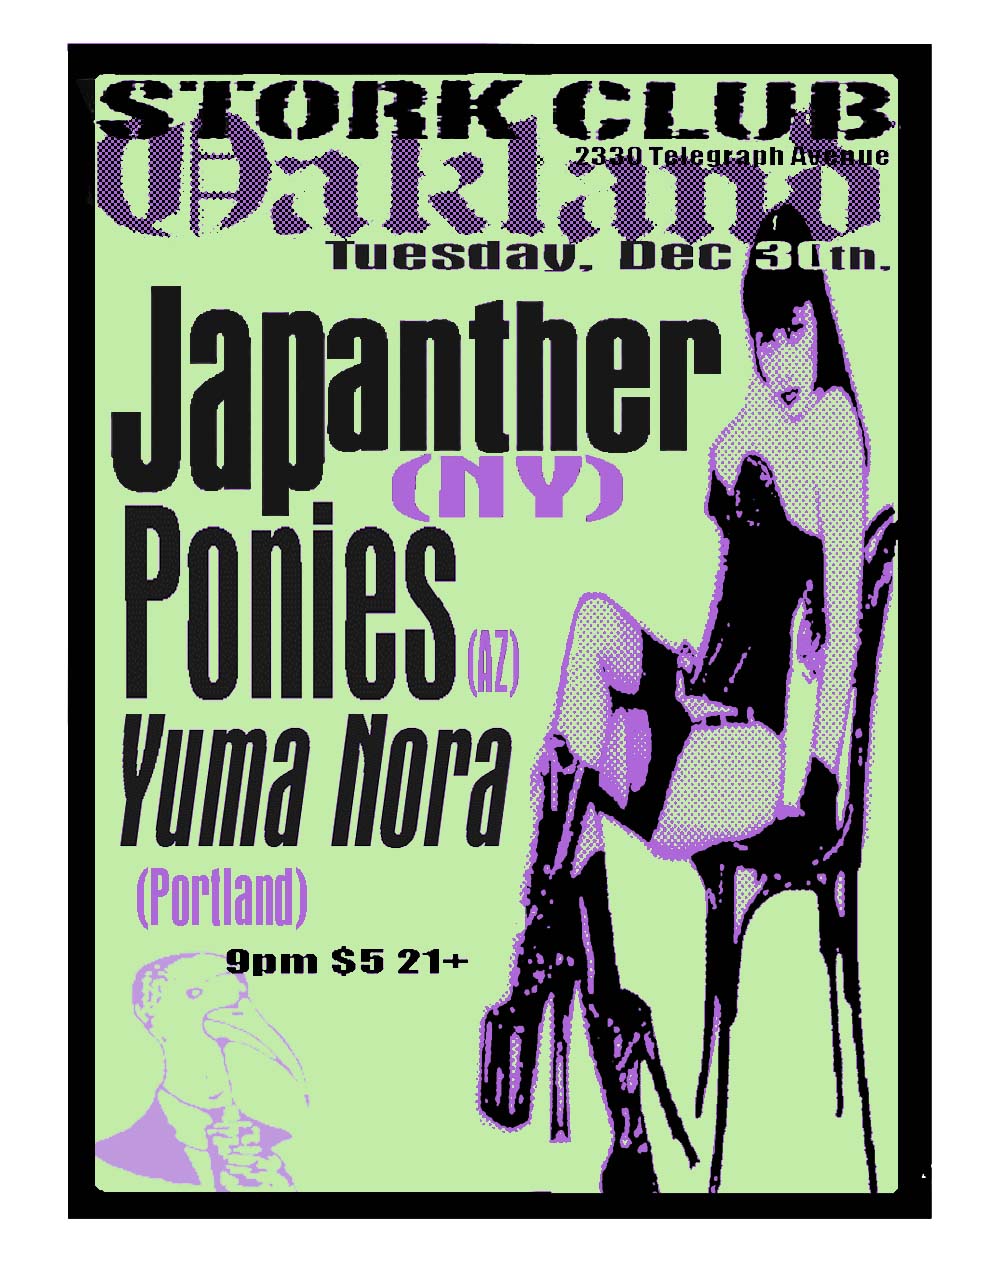 STORK CLUB
Oakland
2330 Telegraph Avenue
Tuesday, Dec 30th.
Japanther
(NY)
Ponies
(AZ)
Yuma Nora
(Portland)
9pm $5 21+